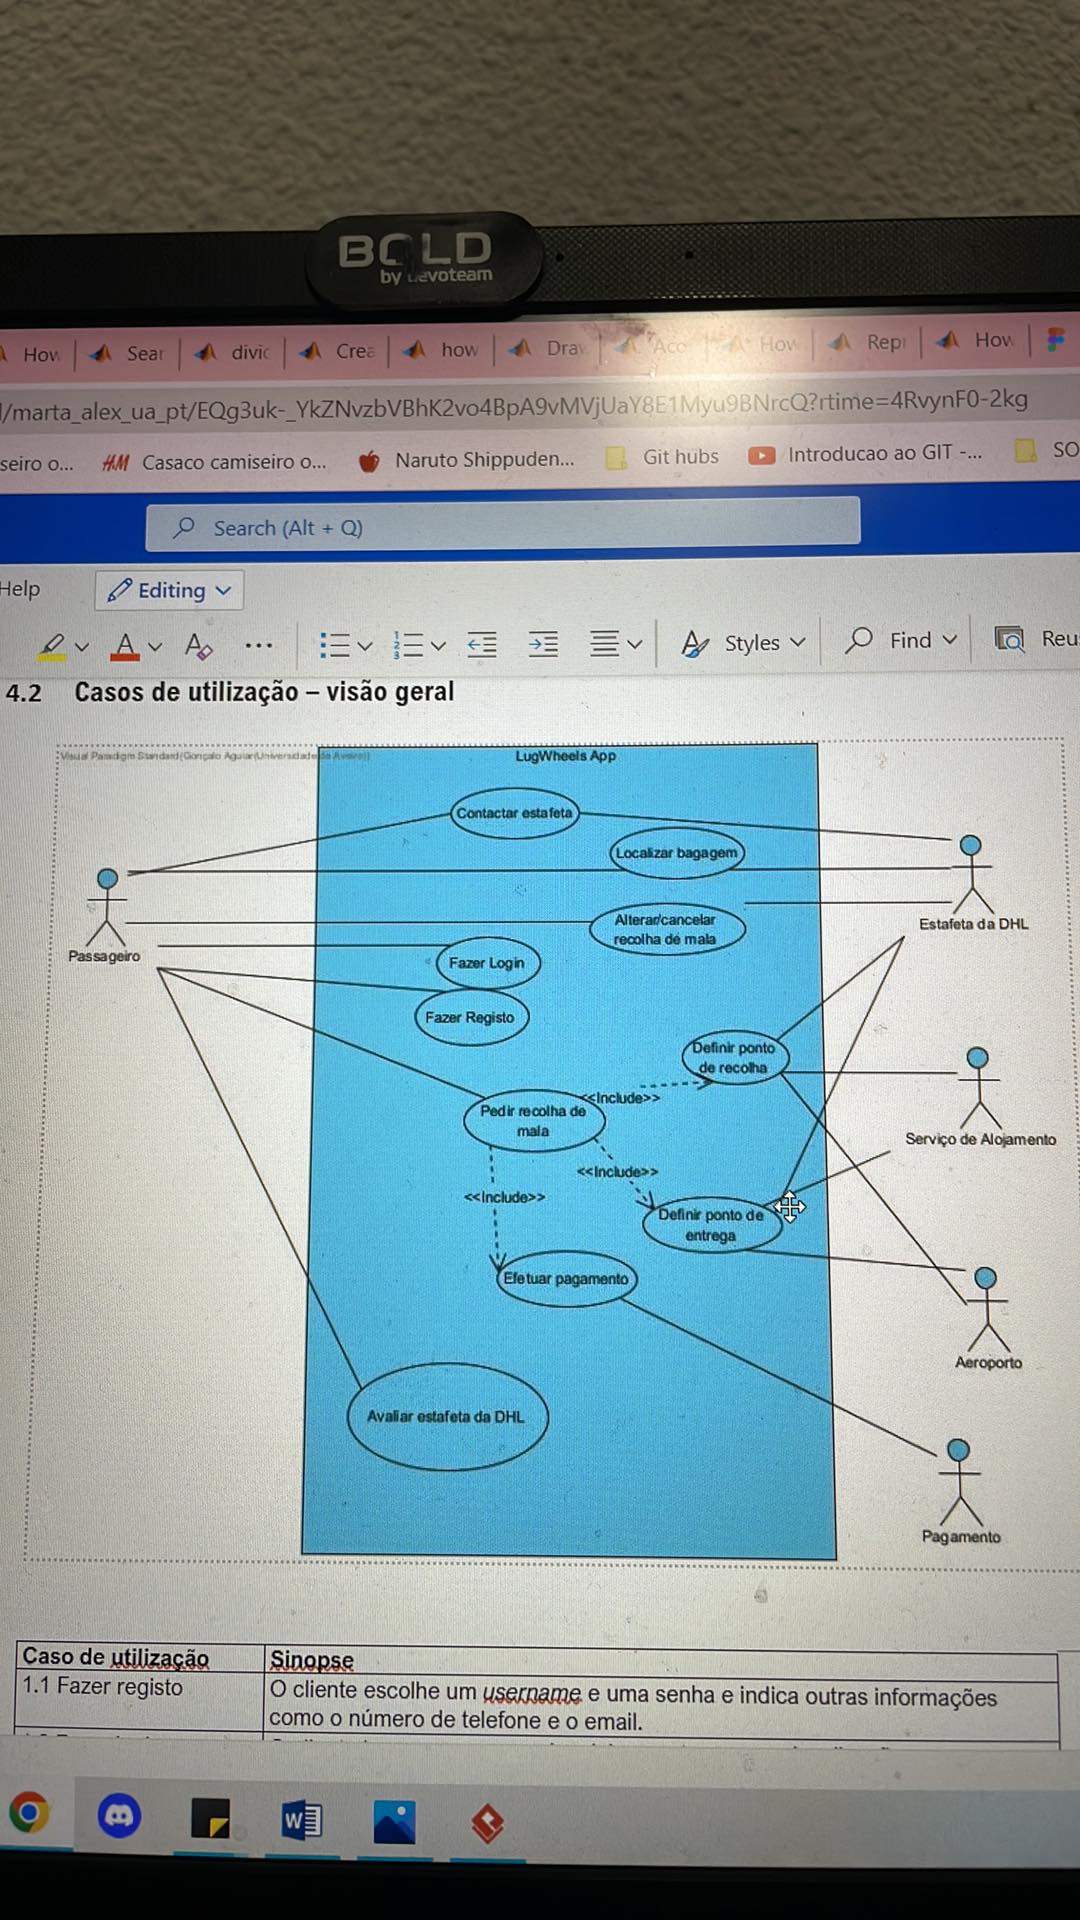 BOLD
by devoteam
How
Sear
divic
Crea
how
Drav
Aco
How
Repr
How
l/marta_alex_ua_pt/EQg3uk-_YkZNvzbVBhK2vo4BpA9vMVjUaY8E1Myu9BNrcQ?rtime=4RvynF0-2kg
seiro o...
H&M Casaco camiseiro o...
Naruto Shippuden...
Git hubs
Introducao ao GIT -...
SO
Search (Alt + Q)
Help
Editing
Styles
Find
Reu
4.2 Casos de utilização – visão geral
Visual Paradigm Standard(Gonçalo Aguiar(Universidade de Aveiro))
LugWheels App
Contactar estafeta
Localizar bagagem
Estafeta da DHL
Alterar/cancelar
recolha de mala
Passageiro
Fazer Login
Fazer Registo
Definir ponto
de recolha
<<Include>>
Pedir recolha de
mala
Serviço de Alojamento
<<Include>>
<<Include>>
Definir ponto de
entrega
Efetuar pagamento
Aeroporto
Avaliar estafeta da DHL
Pagamento
Caso de utilização
Sinopse
1.1 Fazer registo
O cliente escolhe um username e uma senha e indica outras informações
como o número de telefone e o email.